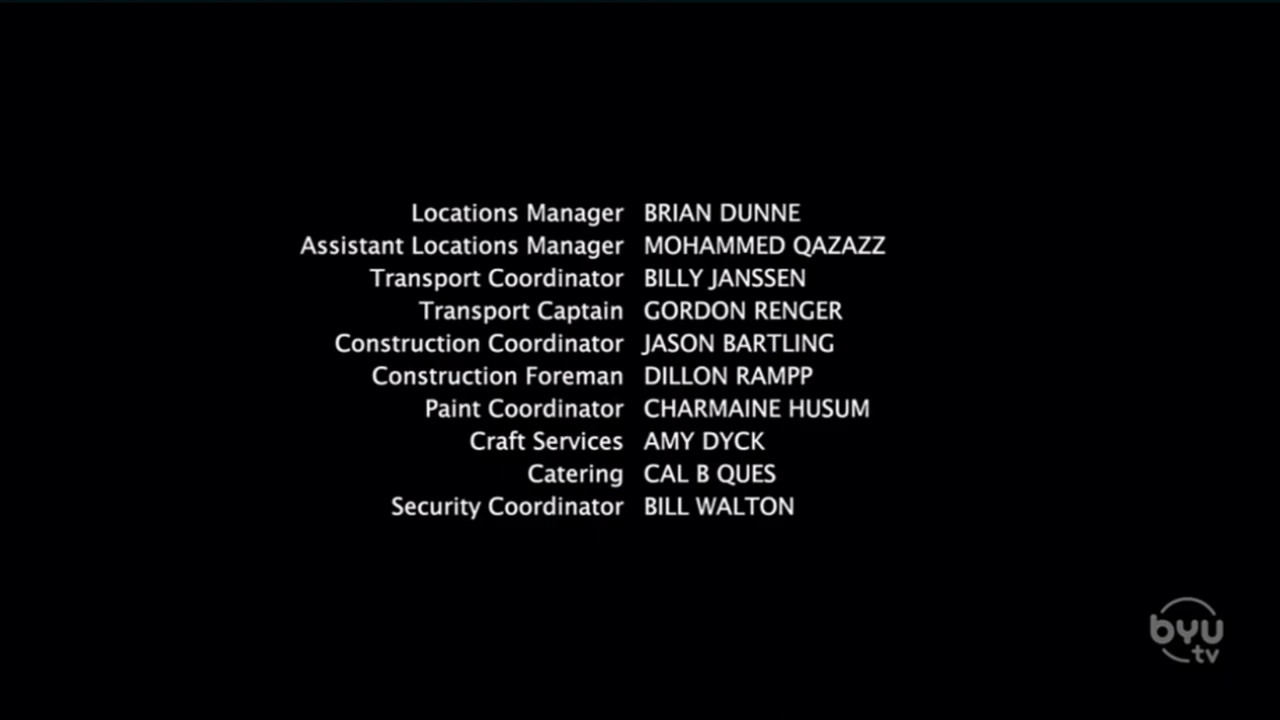 Locations Manager BRIAN DUNNE
Assistant Locations Manager MOHAMMED QAZAZZ
Transport Coordinator BILLY JANSSEN
Transport Captain GORDON RENGER
Construction Coordinator JASON BARTLING
Construction Foreman DILLON RAMPP
Paint Coordinator CHARMAINE HUSUM
Craft Services AMY DYCK
Catering CAL B QUES
Security Coordinator BILL WALTON
byu
tv